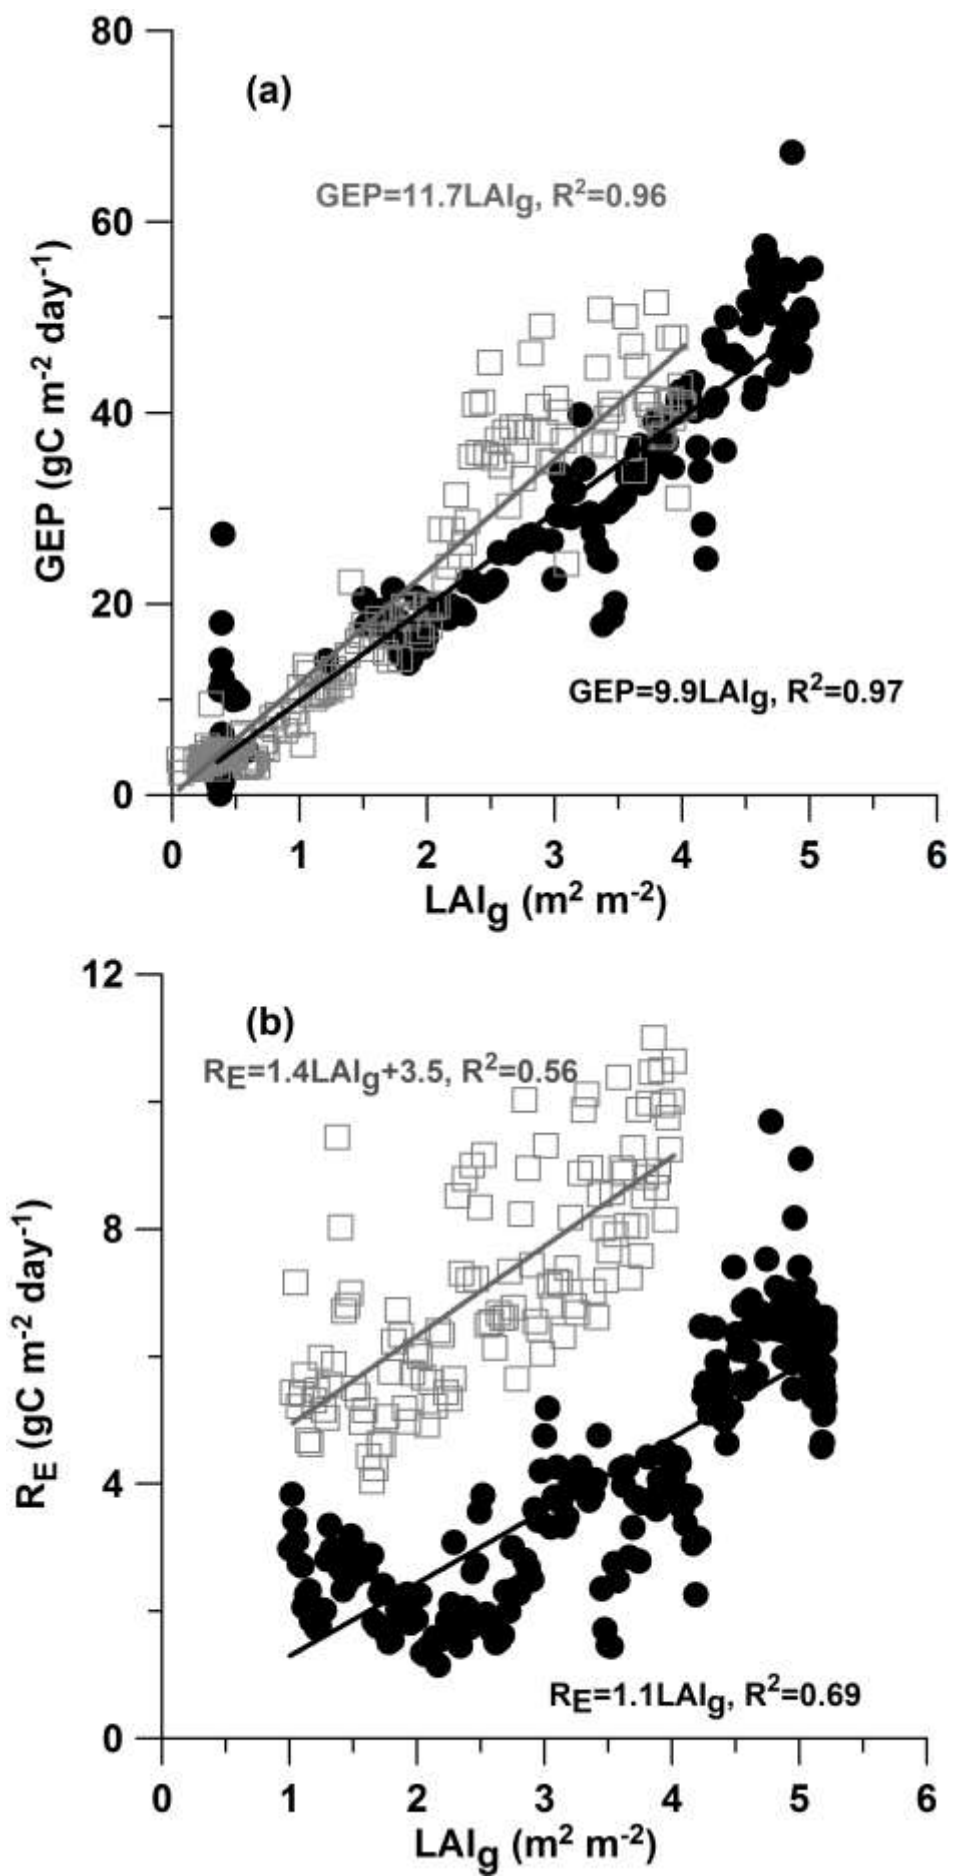 80
(a)
GEP=11.7LAIg, R²=0.96
60
GEP (gC m⁻² day⁻¹)
40
20
GEP=9.9LAIg, R²=0.97
0
0 1 2 3 4 5 6
LAIg (m² m⁻²)
12
(b)
RE=1.4LAIg+3.5, R²=0.56
8
RE (gC m⁻² day⁻¹)
4
RE=1.1LAIg, R²=0.69
0
0 1 2 3 4 5 6
LAIg (m² m⁻²)